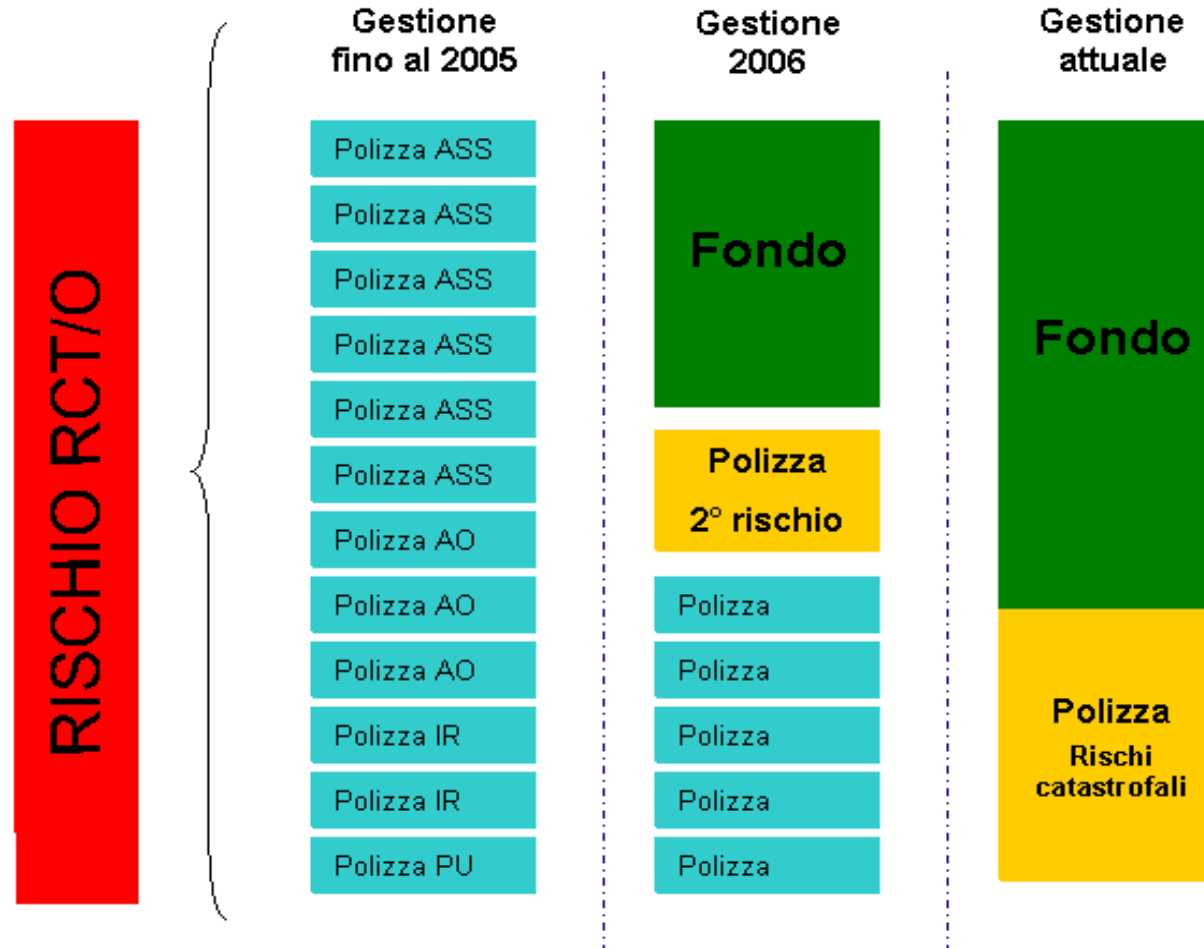 RISCHIO RCT/O
Gestione
fino al 2005
Polizza ASS
Polizza ASS
Polizza ASS
Polizza ASS
Polizza ASS
Polizza ASS
Polizza AO
Polizza AO
Polizza AO
Polizza IR
Polizza IR
Polizza PU
Gestione
2006
Fondo
Polizza
2° rischio
Polizza
Polizza
Polizza
Polizza
Polizza
Gestione
attuale
Fondo
Polizza
Rischi
catastrofali